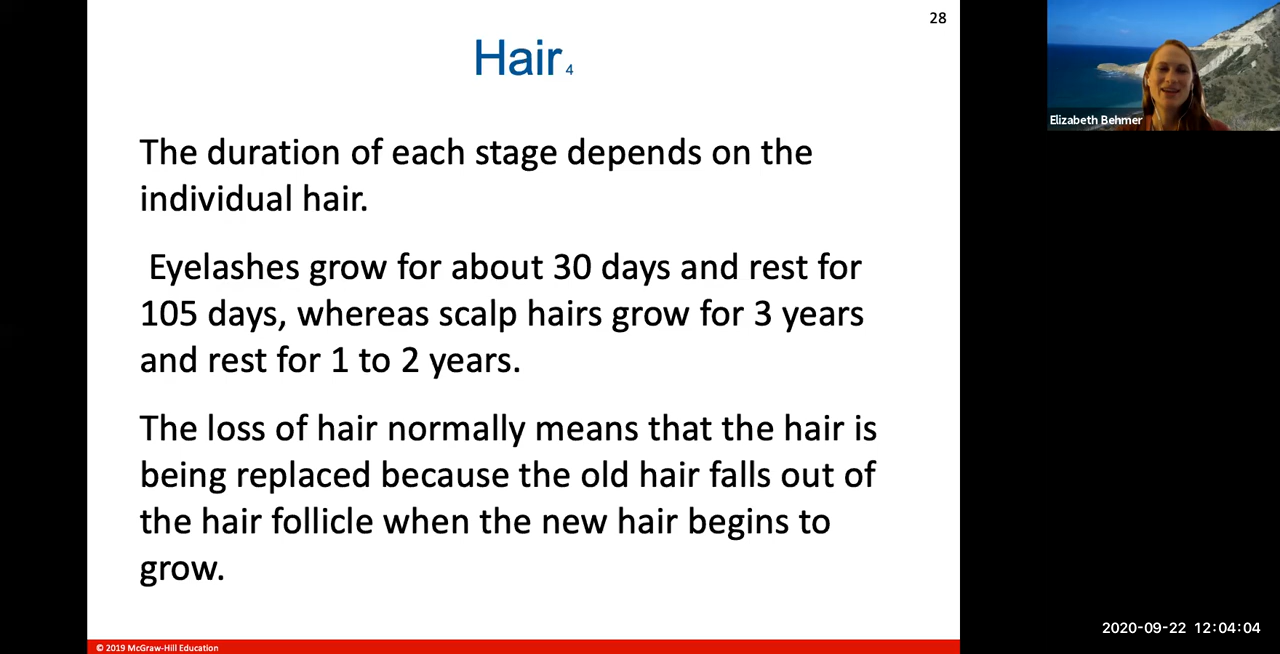 28
Hair 4
The duration of each stage depends on the
individual hair.
Eyelashes grow for about 30 days and rest for
105 days, whereas scalp hairs grow for 3 years
and rest for 1 to 2 years.
The loss of hair normally means that the hair is
being replaced because the old hair falls out of
the hair follicle when the new hair begins to
grow.
© 2019 McGraw-Hill Education
Elizabeth Behmer
2020-09-22 12:04:04